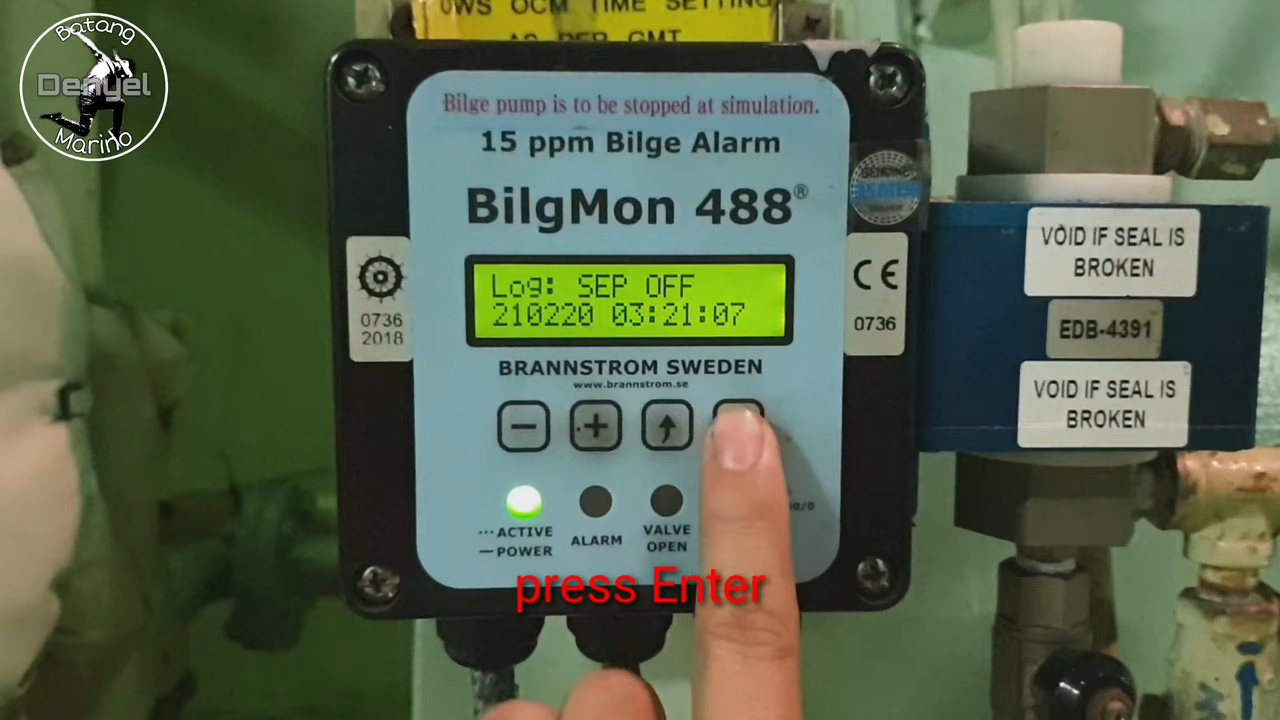 Batang
Denyel
Marino
OWS OCM TIME SETTING
AS PER GMT
Bilge pump is to be stopped at simulation.
15 ppm Bilge Alarm
BilgMon 488®
GENUINE
Log: SEP OFF
210220 03:21:07
0736
2018
CE
0736
BRANNSTROM SWEDEN
www.brannstrom.se
ACTIVE
POWER
ALARM
VALVE
OPEN
press Enter
VOID IF SEAL IS
BROKEN
EDB-4391
VOID IF SEAL IS
BROKEN